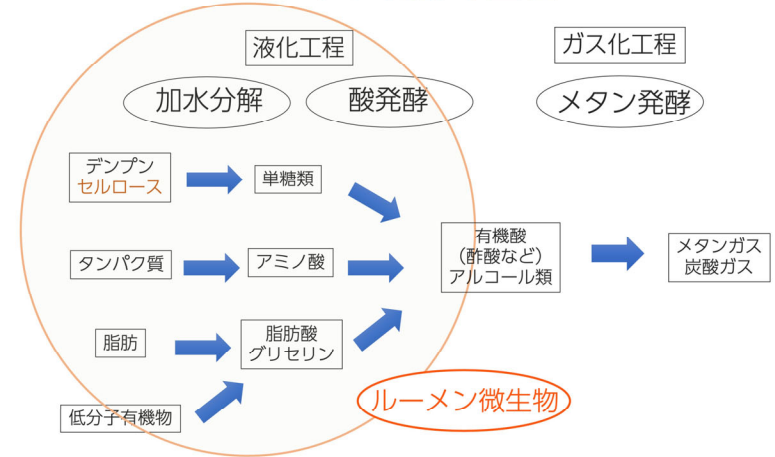 液化工程
ガス化工程
加水分解
酸発酵
メタン発酵
デンプン
セルロース
単糖類
タンパク質
アミノ酸
有機酸
(酢酸など)
アルコール類
メタンガス
炭酸ガス
脂肪
脂肪酸
グリセリン
低分子有機物
ルーメン微生物